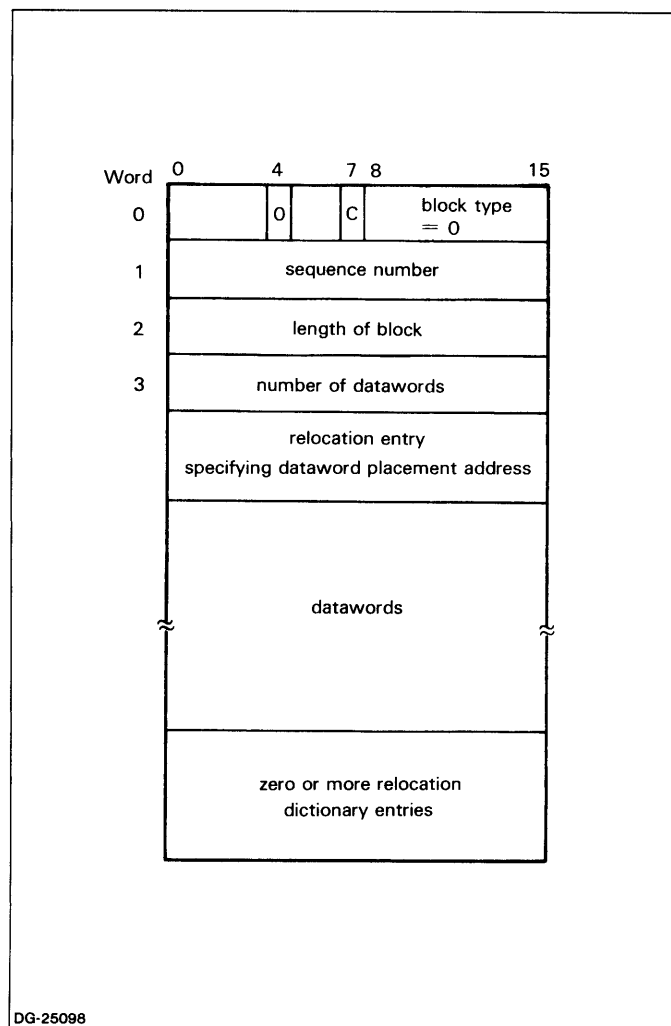 0 4 7 8 15
Word
0 O C block type
= 0
1 sequence number
2 length of block
3 number of datawords
relocation entry
specifying dataword placement address
datawords
zero or more relocation
dictionary entries
DG-25098